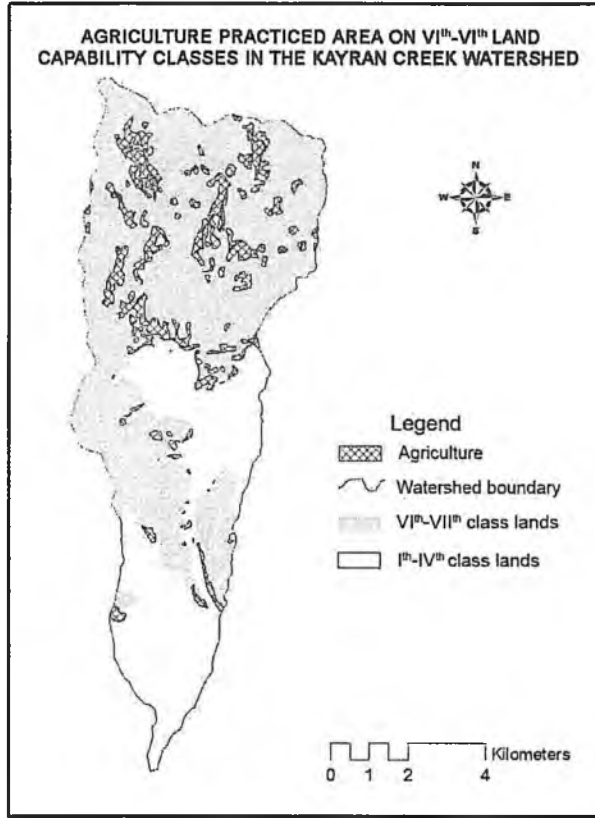 AGRICULTURE PRACTICED AREA ON VIth-VIth LAND
CAPABILITY CLASSES IN THE KAYRAN CREEK WATERSHED
N
W E
S
Legend
Agriculture
Watershed boundary
VIth-VIIth class lands
Ith-IVth class lands
Kilometers
0 1 2 4